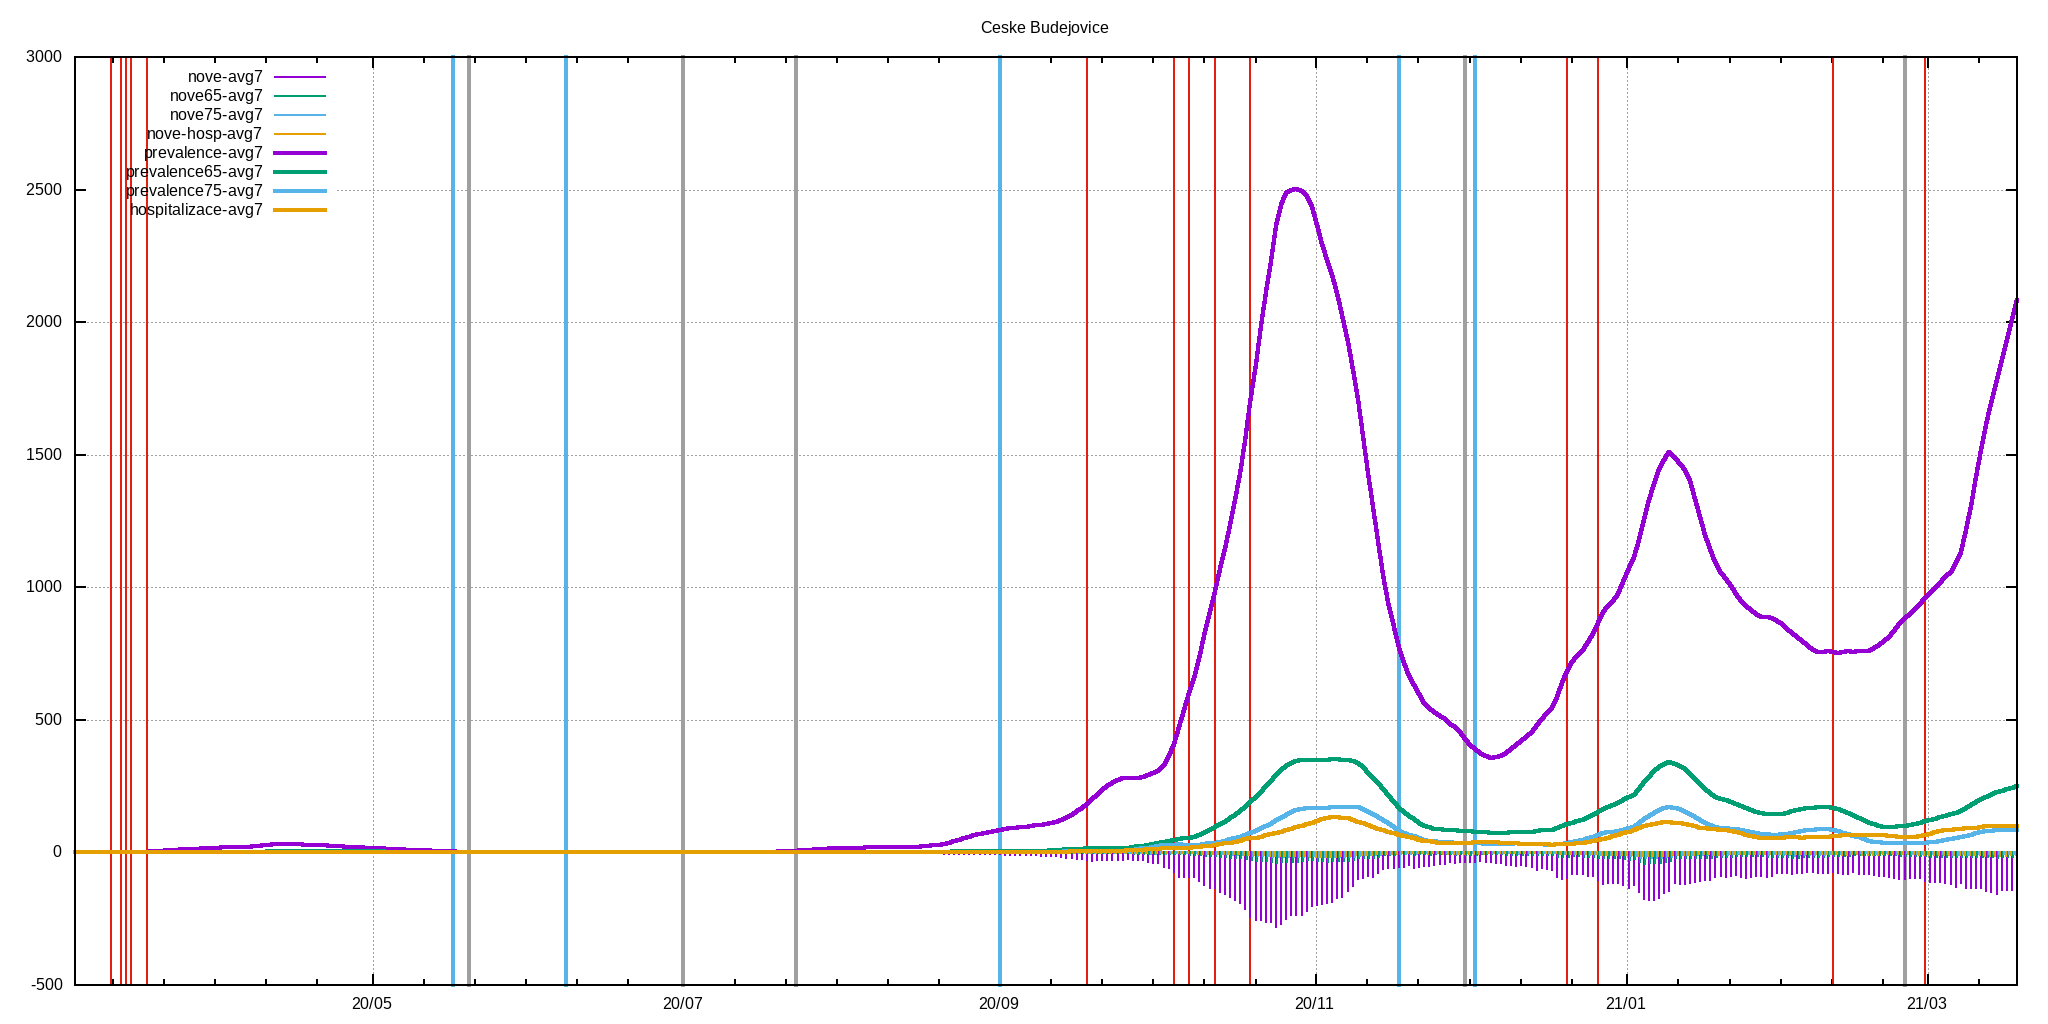 Ceske Budejovice
3000
2500
2000
1500
1000
500
0
-500
nove-avg7
nove65-avg7
nove75-avg7
nove-hosp-avg7
prevalence-avg7
prevalence65-avg7
prevalence75-avg7
hospitalizace-avg7
20/05 20/07 20/09 20/11 21/01 21/03